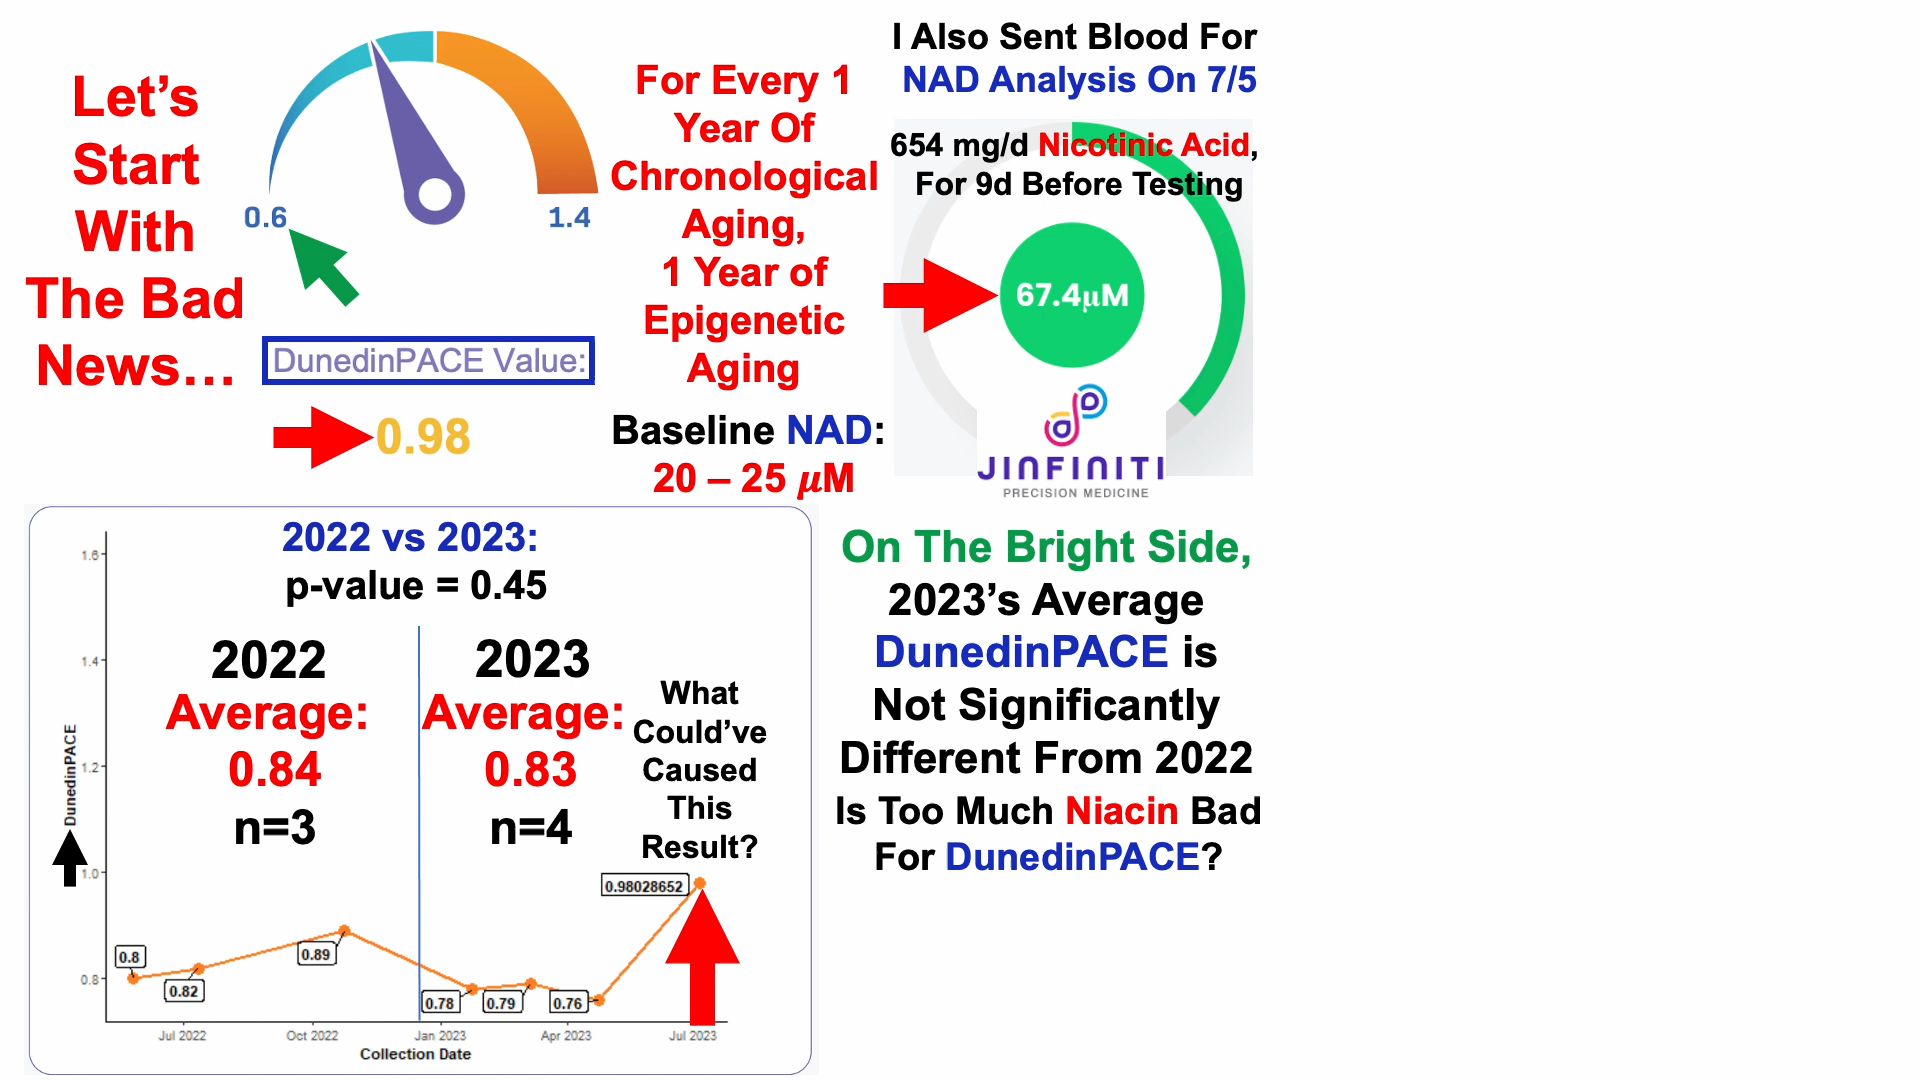 Let’s
Start
With
The Bad
News…
0.6
1.4
DunedinPACE Value:
0.98
For Every 1
Year Of
Chronological
Aging,
1 Year of
Epigenetic
Aging
Baseline NAD:
20 – 25 µM
I Also Sent Blood For
NAD Analysis On 7/5
654 mg/d Nicotinic Acid,
For 9d Before Testing
67.4µM
JINFINITI
PRECISION MEDICINE
2022 vs 2023:
p-value = 0.45
2022
Average:
0.84
n=3
2023
Average:
0.83
n=4
What
Could’ve
Caused
This
Result?
1.6
1.4
1.2
1.0
0.8
DunedinPACE
0.8
0.82
0.89
0.78
0.79
0.76
0.98028652
Jul 2022
Oct 2022
Jan 2023
Apr 2023
Jul 2023
Collection Date
On The Bright Side,
2023’s Average
DunedinPACE is
Not Significantly
Different From 2022
Is Too Much Niacin Bad
For DunedinPACE?